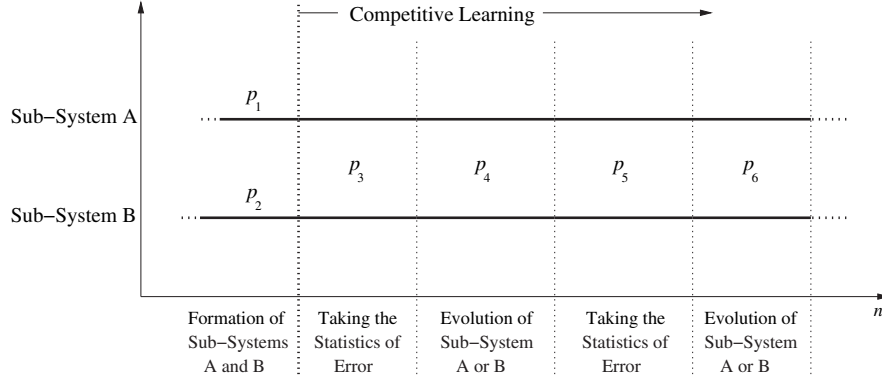 Competitive Learning
p1
Sub−System A
p3
p4
p5
p6
p2
Sub−System B
n
Formation of
Sub−Systems
A and B
Taking the
Statistics of
Error
Evolution of
Sub−System
A or B
Taking the
Statistics of
Error
Evolution of
Sub−System
A or B